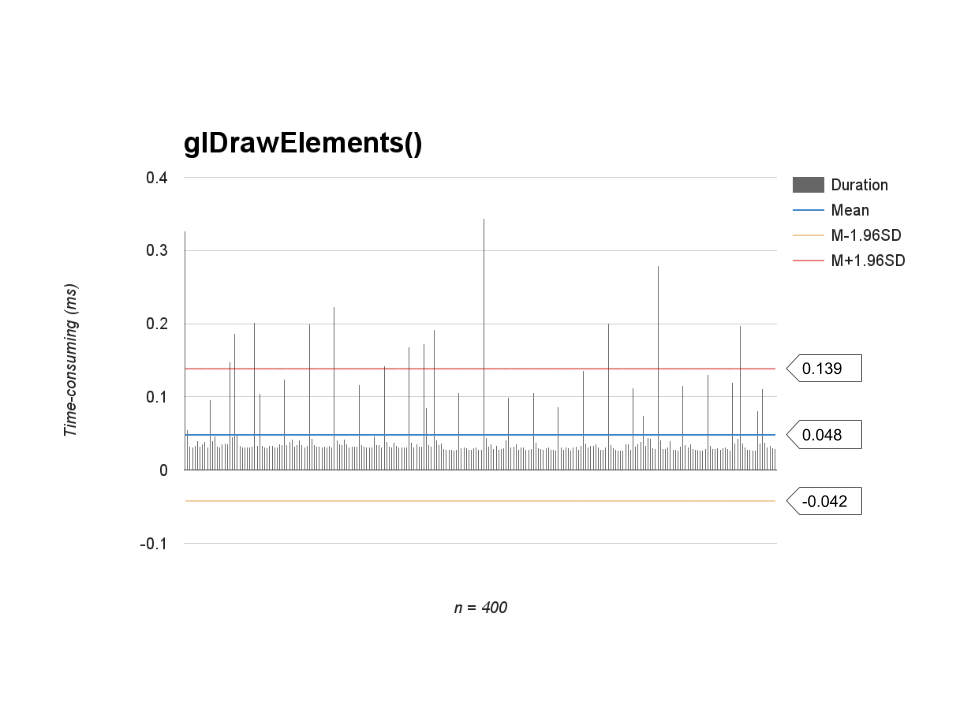 glDrawElements()
0.4
0.3
0.2
0.1
0
-0.1
Time-consuming (ms)
Duration
Mean
M-1.96SD
M+1.96SD
0.139
0.048
-0.042
n = 400